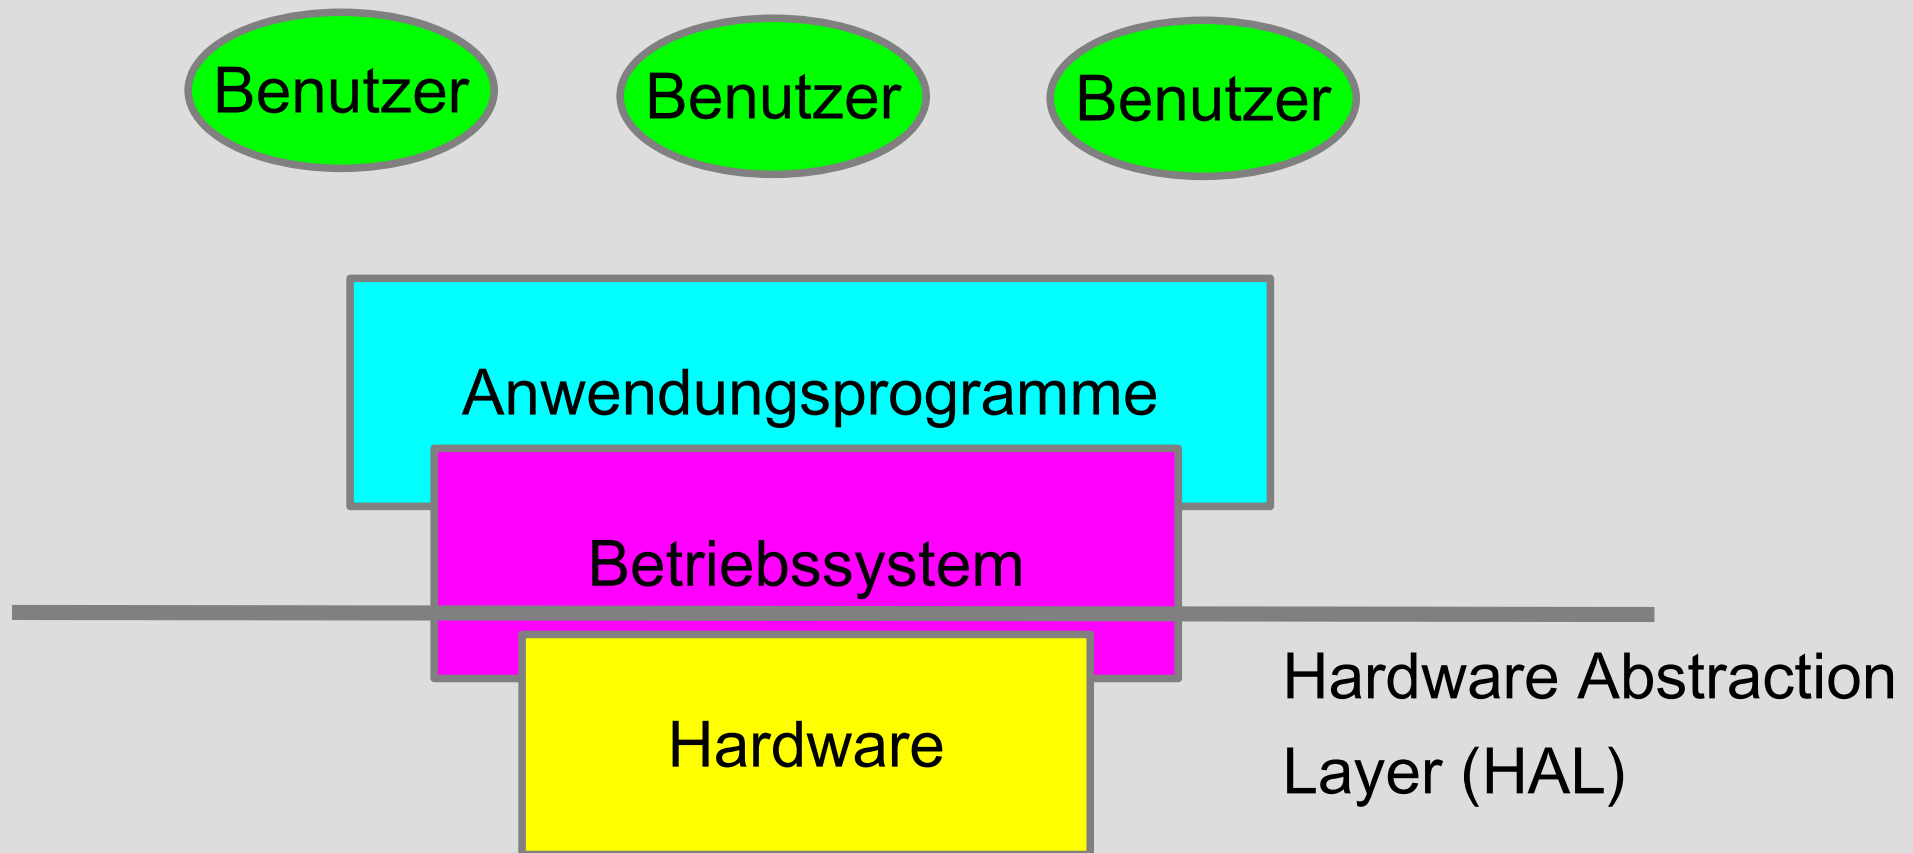 Benutzer
Benutzer
Benutzer
Anwendungsprogramme
Betriebssystem
Hardware
Hardware Abstraction
Layer (HAL)